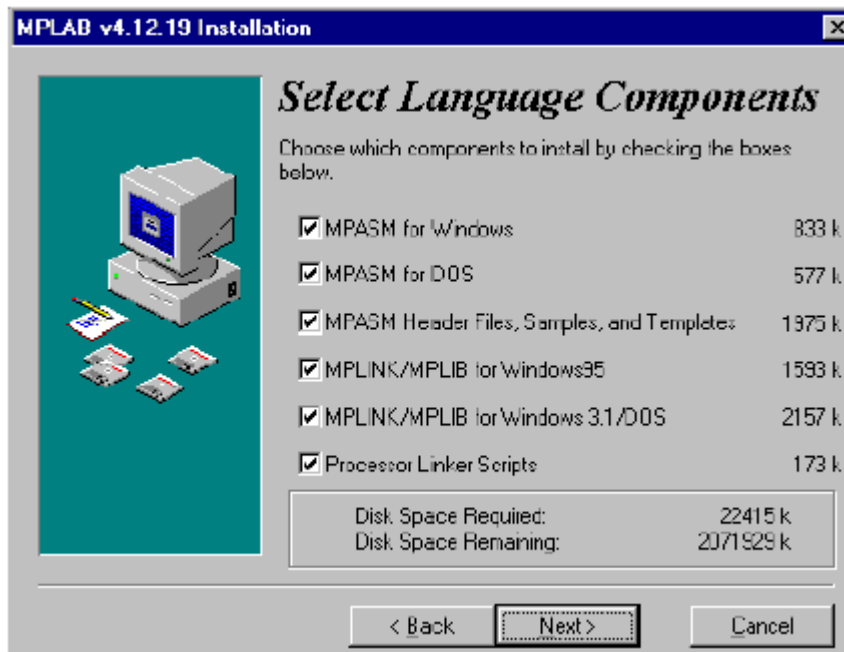 MPLAB v4.12.19 Installation
Select Language Components
Choose which components to install by checking the boxes
below.
MPASM for Windows 833 k
MPASM for DOS 577 k
MPASM Header Files, Samples, and Templates 1975 k
MPLINK/MPLIB for Windows95 1593 k
MPLINK/MPLIB for Windows 3.1/DOS 2157 k
Processor Linker Scripts 173 k
Disk Space Required: 22415 k
Disk Space Remaining: 2071929 k
< Back Next > Cancel